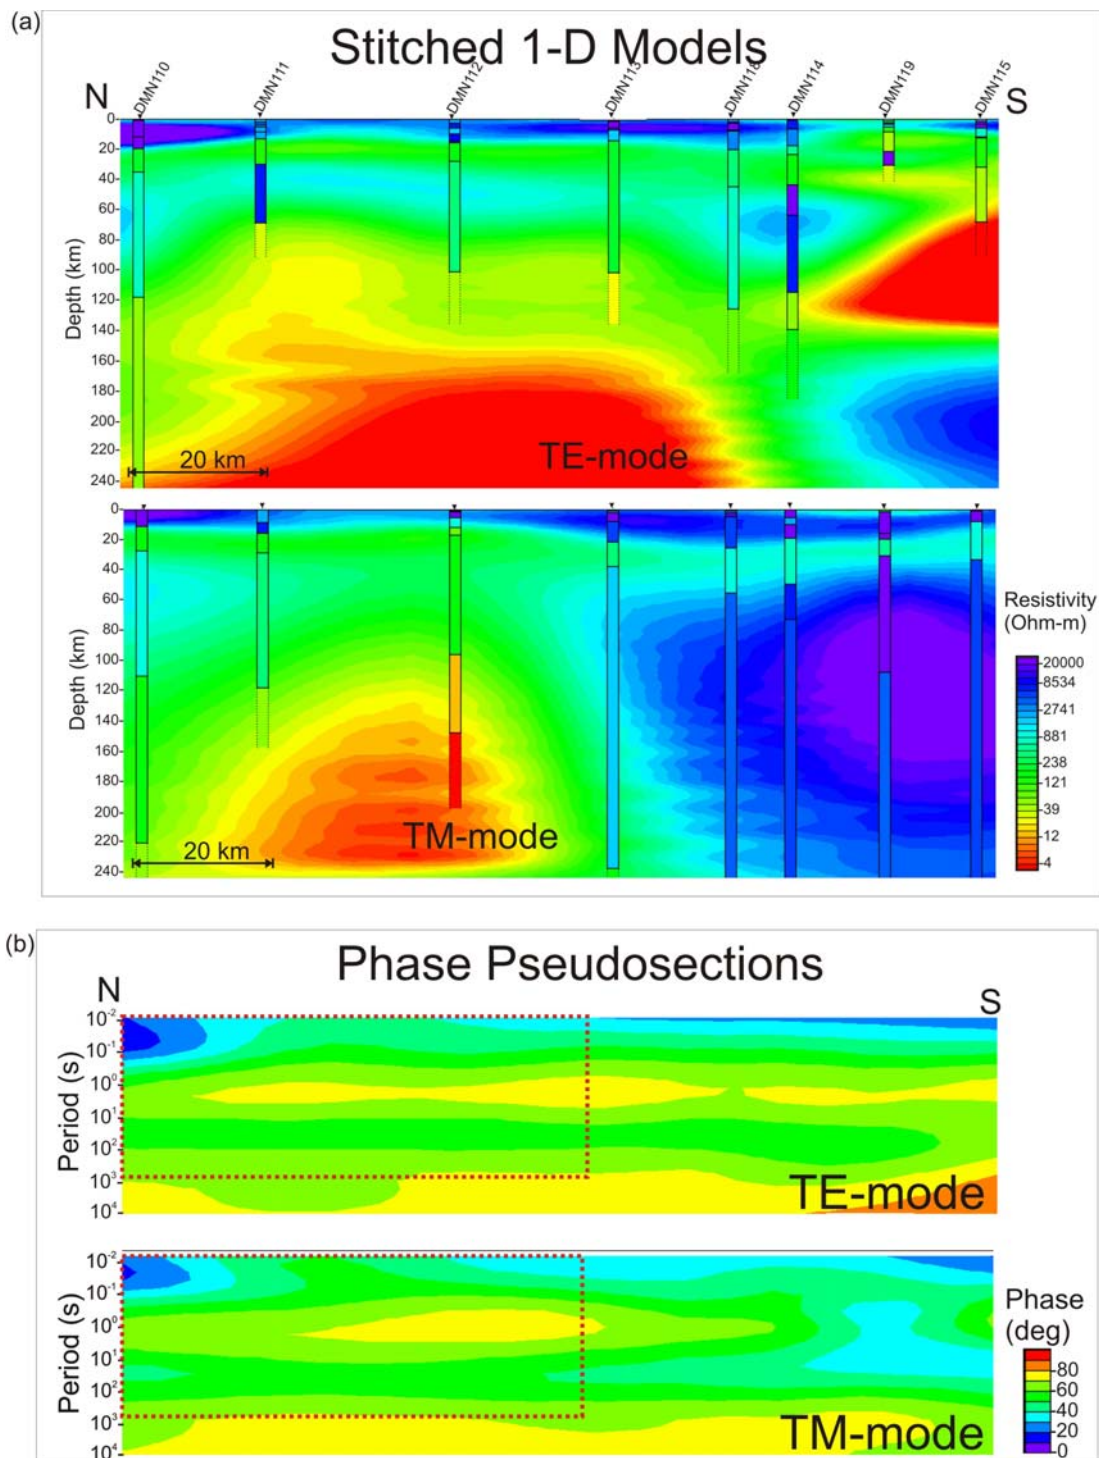 (a)
Stitched 1-D Models
N
DMN110
DMN111
DMN112
DMN113
DMN118
DMN114
DMN119
DMN115
S
Depth (km)
0
20
40
60
80
100
120
140
160
180
200
220
240
20 km
TE-mode
Depth (km)
0
20
40
60
80
100
120
160
180
200
220
240
20 km
TM-mode
Resistivity
(Ohm-m)
20000
8534
2741
881
238
121
39
12
4
(b)
Phase Pseudosections
N
S
Period (s)
10⁻²
10⁻¹
10⁰
10¹
10²
10³
10⁴
TE-mode
Period (s)
10⁻²
10⁻¹
10⁰
10¹
10²
10³
10⁴
TM-mode
Phase
(deg)
80
60
40
20
0